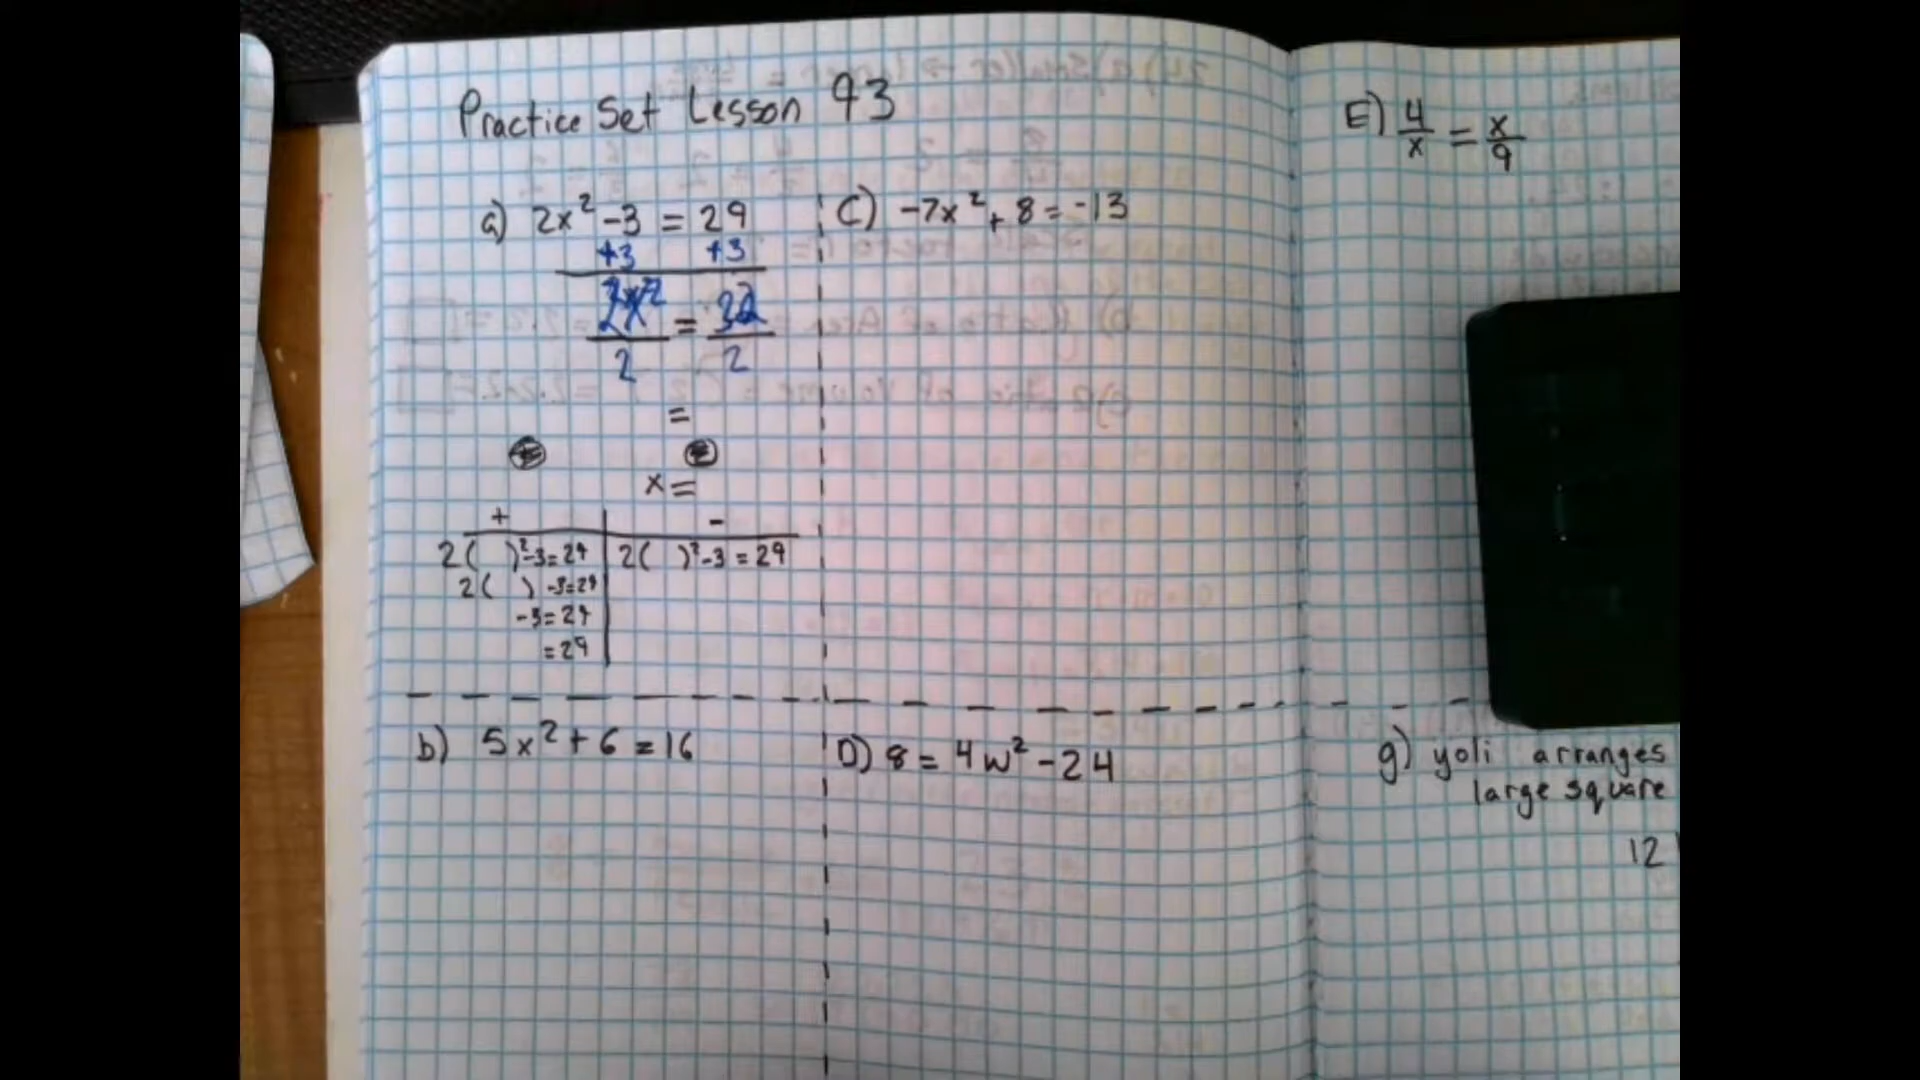 Practice Set Lesson 93
a) 2x² - 3 = 29
+3 +3
2x² = 32
2 2
=
x =
+ -
2( )² - 3 = 29 2( )² - 3 = 29
2( ) - 3 = 29
- 3 = 29
= 29
b) 5x² + 6 = 16
C) -7x² + 8 = -13
D) 8 = 4w² - 24
E) 4/x = x/9
g) yoli arranges
large square
12